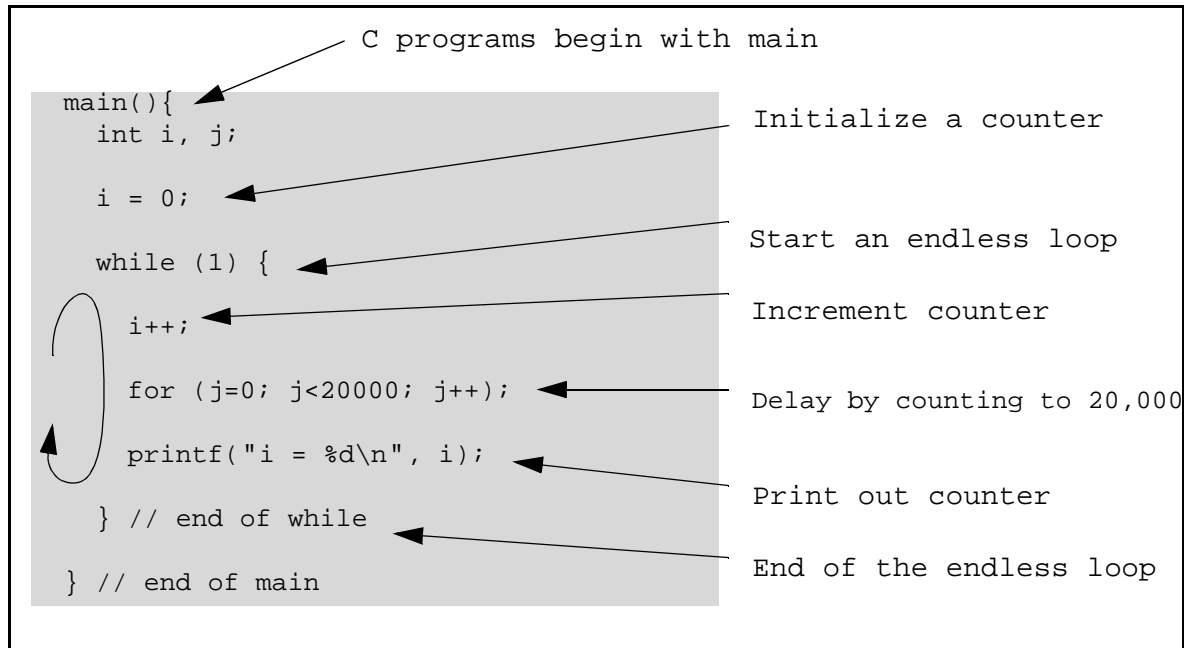 C programs begin with main
main(){
int i, j;
Initialize a counter
i = 0;
Start an endless loop
while (1) {
Increment counter
i++;
for (j=0; j<20000; j++);
Delay by counting to 20,000
printf("i = %d\n", i);
Print out counter
} // end of while
End of the endless loop
} // end of main